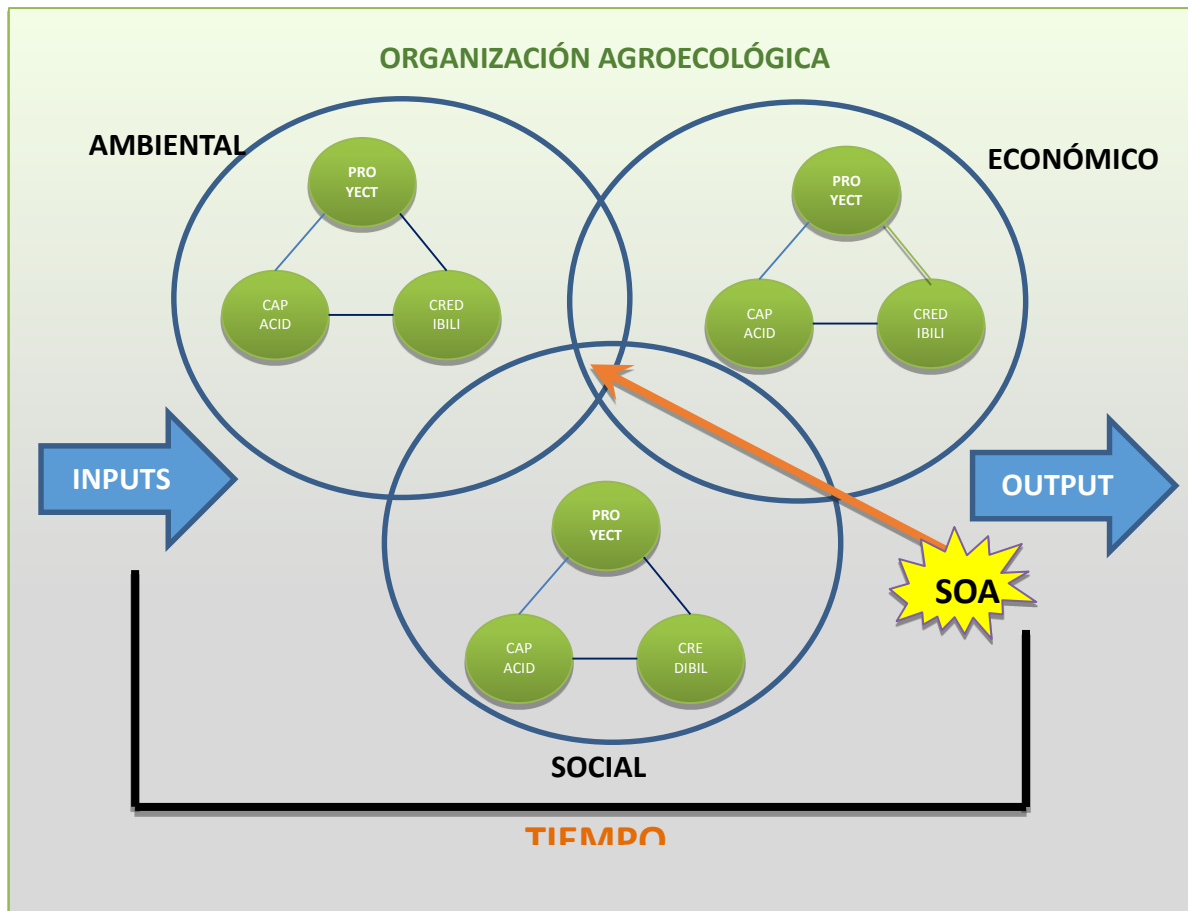 ORGANIZACIÓN AGROECOLÓGICA
AMBIENTAL
ECONÓMICO
PRO
YECT
CAP
ACID
CRED
IBILI
PRO
YECT
CAP
ACID
CRED
IBILI
INPUTS
OUTPUT
PRO
YECT
CAP
ACID
CRE
DIBIL
SOA
SOCIAL
TIEMPO